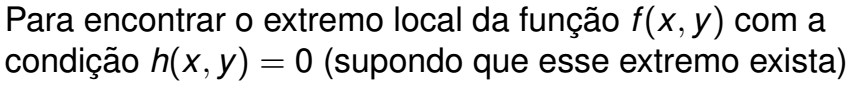 Para encontrar o extremo local da função f(x, y) com a
condição h(x, y) = 0 (supondo que esse extremo exista)